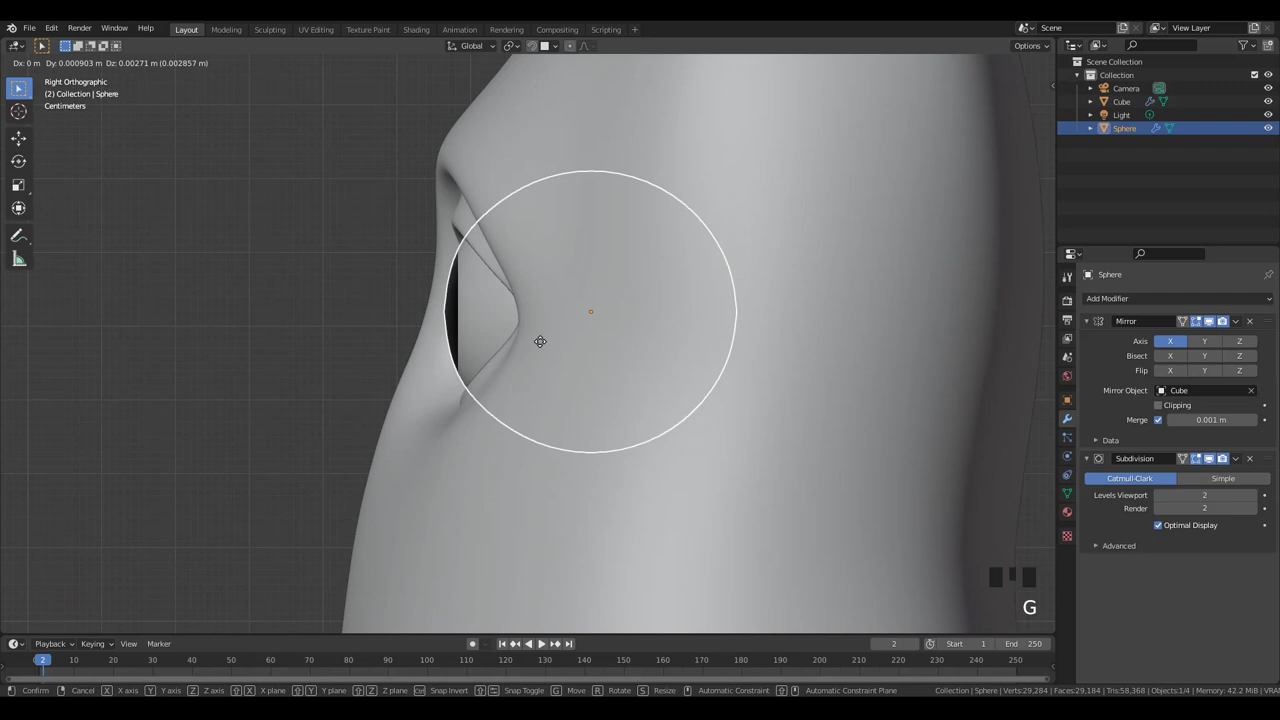 File Edit Render Window Help Layout Modeling Sculpting UV Editing Texture Paint Shading Animation Rendering Compositing Scripting + Scene View Layer
Global Options
Dx: 0 m Dy: 0.000903 m Dz: 0.00271 m (0.002857 m)
Right Orthographic
(2) Collection | Sphere
Centimeters
Scene Collection
Collection
Camera
Cube
Light
Sphere
Sphere
Add Modifier
Mirror
Axis X Y Z
Bisect X Y Z
Flip X Y Z
Mirror Object Cube
Clipping
Merge 0.001 m
Data
Subdivision
Catmull-Clark Simple
Levels Viewport 2
Render 2
Optimal Display
Advanced
G
Playback Keying View Marker 2 Start 1 End 250
2 10 20 30 40 50 60 70 80 90 100 110 120 130 140 150 160 170 180 190 200 210 220 230 240 250
Confirm Cancel X X axis Y Y axis Z Z axis X X plane Y Y plane Z Z plane Ctrl Snap Invert Snap Toggle G Move R Rotate S Resize Automatic Constraint Automatic Constraint Plane Collection | Sphere | Verts:29,284 | Faces:29,184 | Tris:58,368 | Objects:1/4 | Memory: 42.2 MiB | VRA